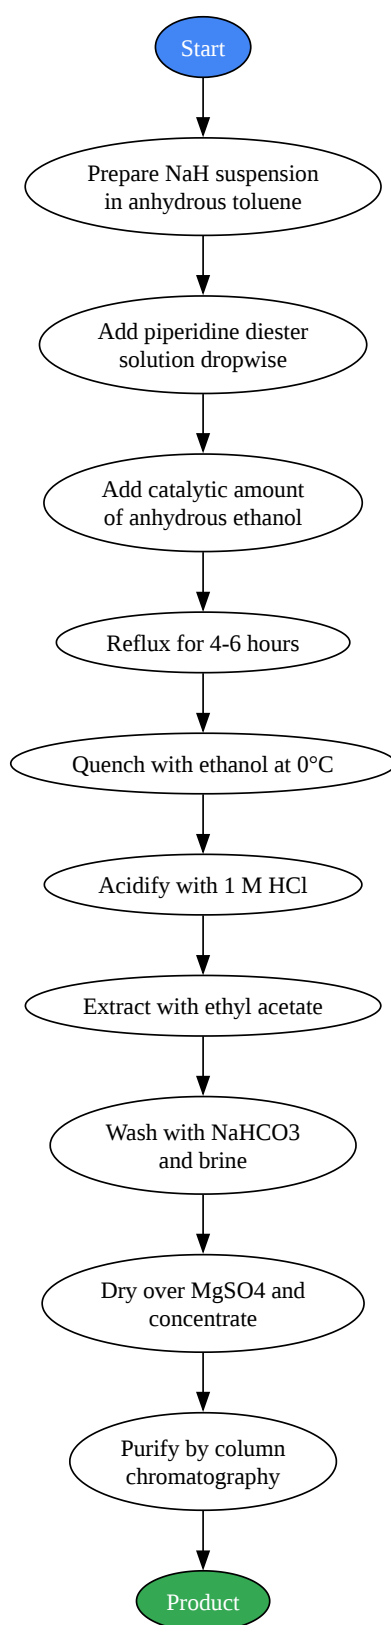 Start
Prepare NaH suspension
in anhydrous toluene
Add piperidine diester
solution dropwise
Add catalytic amount
of anhydrous ethanol
Reflux for 4-6 hours
Quench with ethanol at 0°C
Acidify with 1 M HCl
Extract with ethyl acetate
Wash with NaHCO3
and brine
Dry over MgSO4 and
concentrate
Purify by column
chromatography
Product